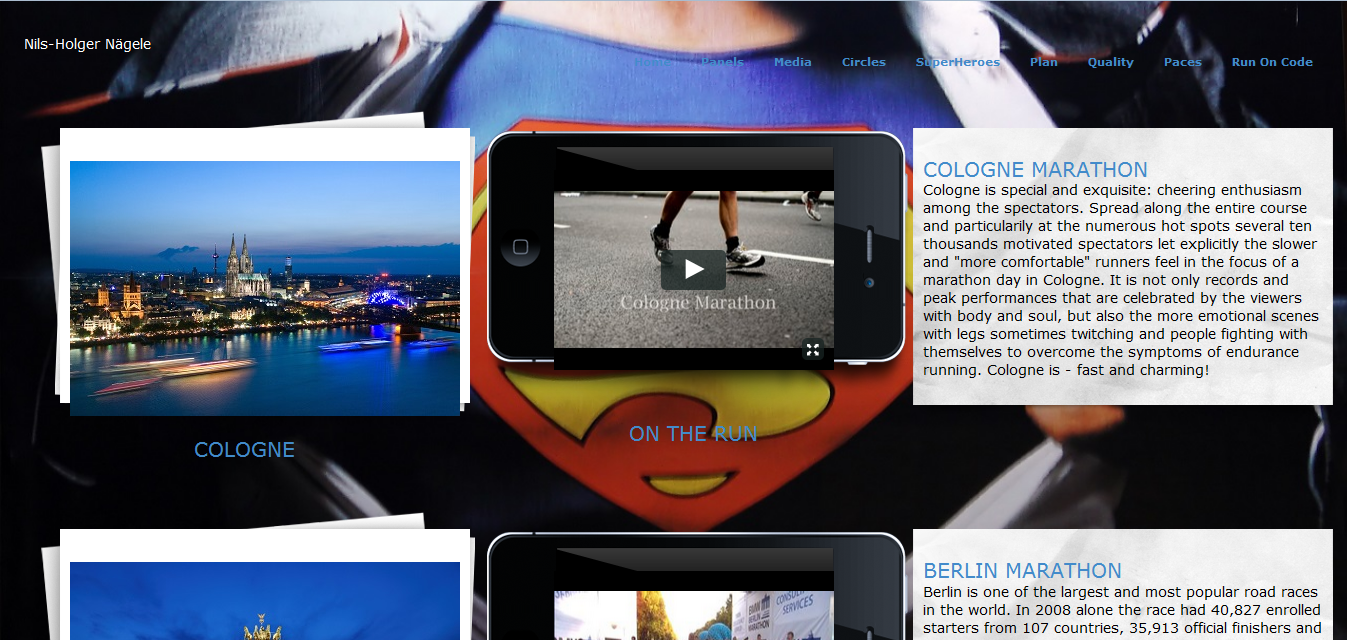 Nils-Holger Nägele
Home Panels Media Circles SuperHeroes Plan Quality Paces Run On Code
Cologne Marathon
COLOGNE
ON THE RUN
COLOGNE MARATHON
Cologne is special and exquisite: cheering enthusiasm
among the spectators. Spread along the entire course
and particularly at the numerous hot spots several ten
thousands motivated spectators let explicitly the slower
and "more comfortable" runners feel in the focus of a
marathon day in Cologne. It is not only records and
peak performances that are celebrated by the viewers
with body and soul, but also the more emotional scenes
with legs sometimes twitching and people fighting with
themselves to overcome the symptoms of endurance
running. Cologne is - fast and charming!
BMW
BERLIN
MARATHON
CONSULTING
SERVICES
BERLIN MARATHON
Berlin is one of the largest and most popular road races
in the world. In 2008 alone the race had 40,827 enrolled
starters from 107 countries, 35,913 official finishers and